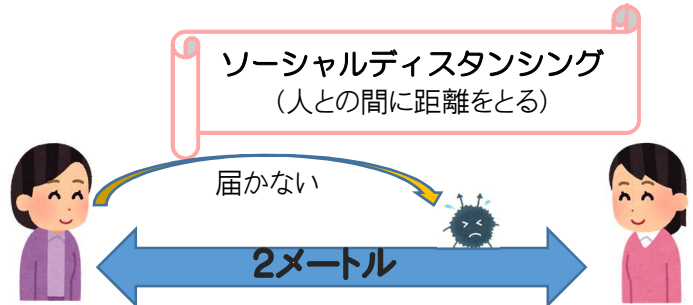 ソーシャルディスタンシング
（人との間に距離をとる）
届かない
2メートル